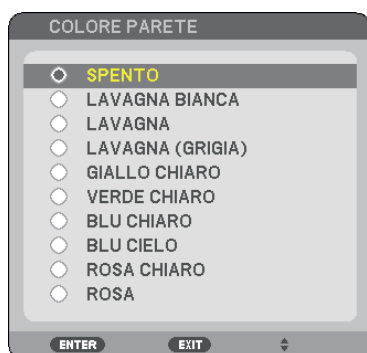 COLORE PARETE
SPENTO
LAVAGNA BIANCA
LAVAGNA
LAVAGNA (GRIGIA)
GIALLO CHIARO
VERDE CHIARO
BLU CHIARO
BLU CIELO
ROSA CHIARO
ROSA
ENTER EXIT